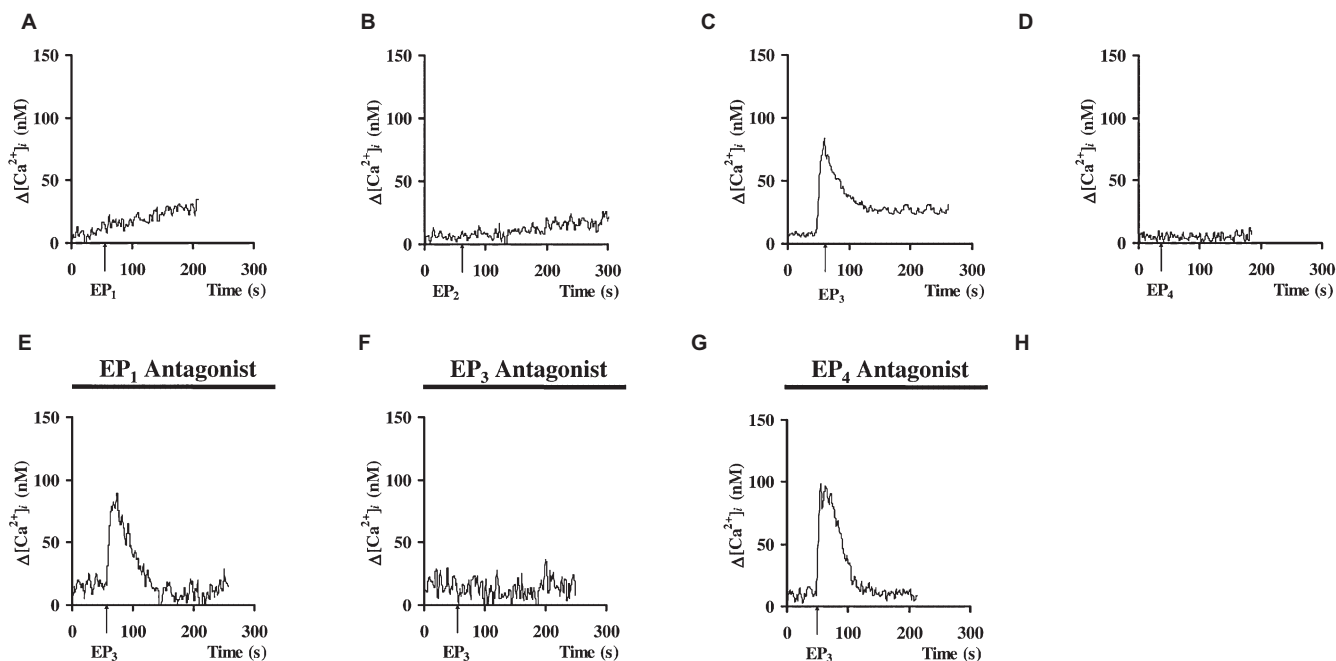 A
150
100
50
0
Δ[Ca²⁺]i (nM)
0 100 200 300
EP₁ Time (s)
B
150
100
50
0
Δ[Ca²⁺]i (nM)
0 100 200 300
EP₂ Time (s)
C
150
100
50
0
Δ[Ca²⁺]i (nM)
0 100 200 300
EP₃ Time (s)
D
150
100
50
0
Δ[Ca²⁺]i (nM)
0 100 200 300
EP₄ Time (s)
E
EP₁ Antagonist
150
100
50
0
Δ[Ca²⁺]i (nM)
0 100 200 300
EP₃ Time (s)
F
EP₃ Antagonist
150
100
50
0
Δ[Ca²⁺]i (nM)
0 100 200 300
EP₃ Time (s)
G
EP₄ Antagonist
150
100
50
0
Δ[Ca²⁺]i (nM)
0 100 200 300
EP₃ Time (s)
H